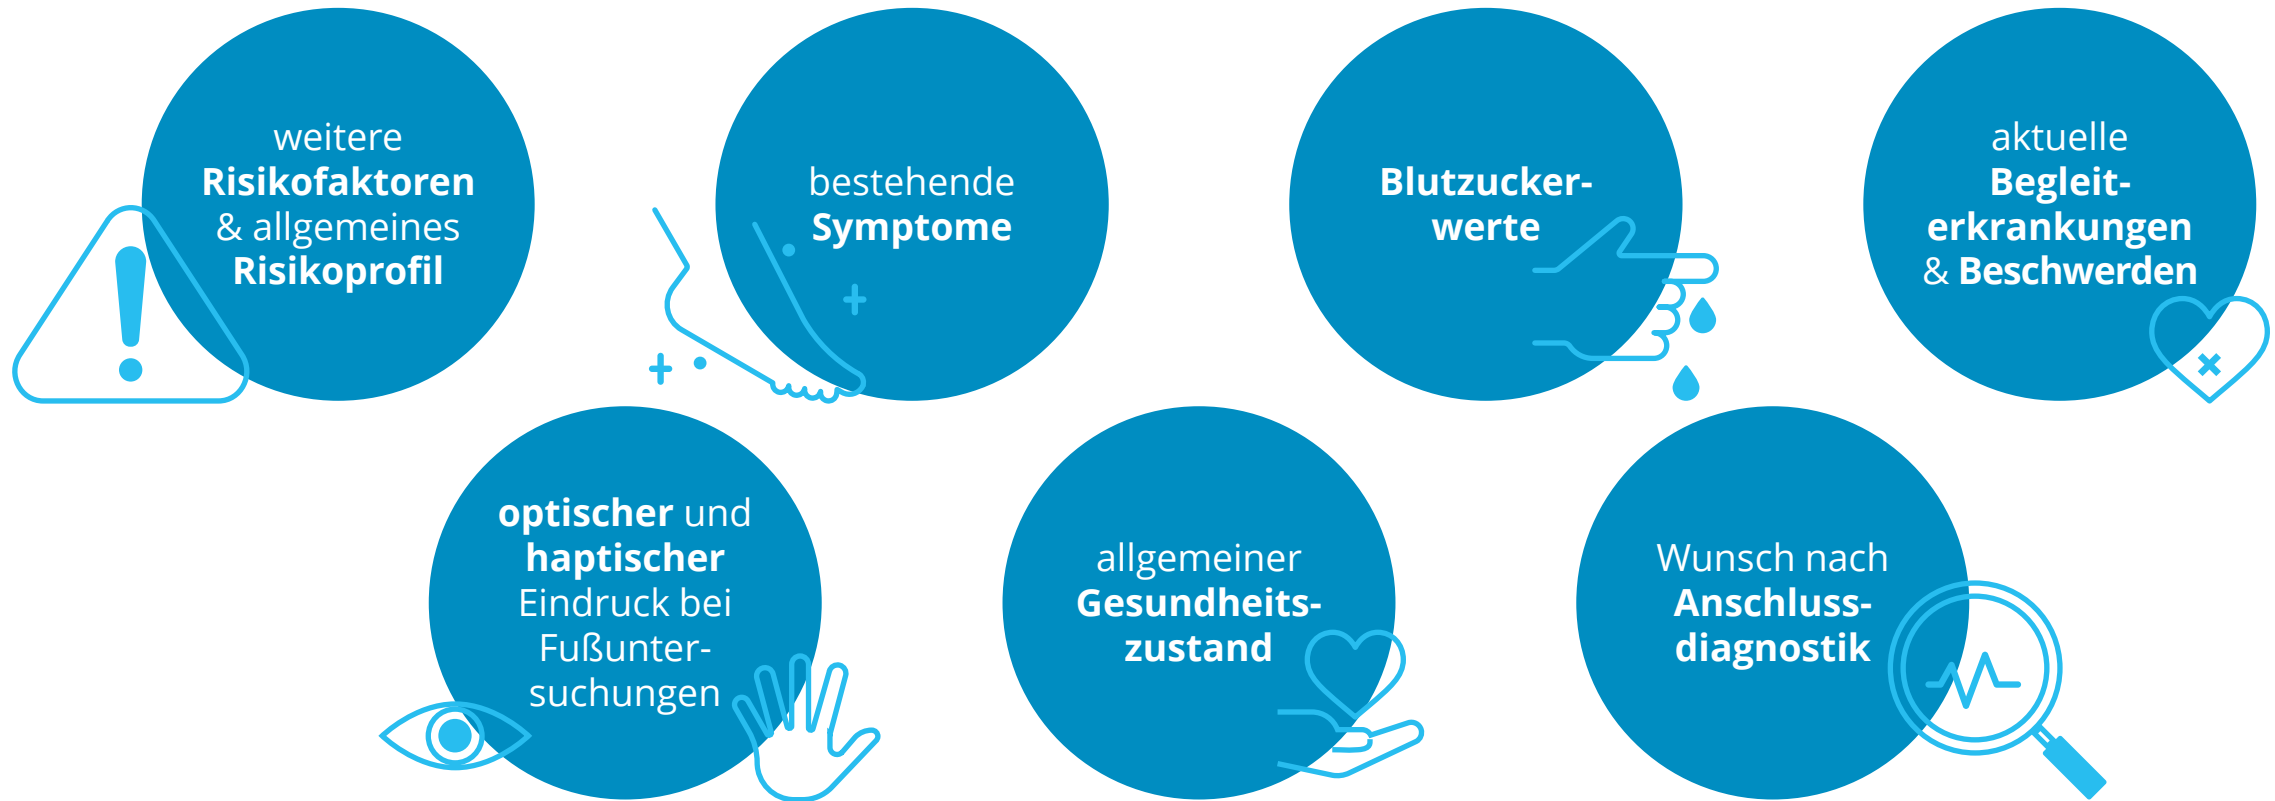 weitere
Risikofaktoren
& allgemeines
Risikoprofil
bestehende
Symptome
Blutzucker-
werte
aktuelle
Begleit-
erkrankungen
& Beschwerden
optischer und
haptischer
Eindruck bei
Fußunter-
suchungen
allgemeiner
Gesundheits-
zustand
Wunsch nach
Anschluss-
diagnostik